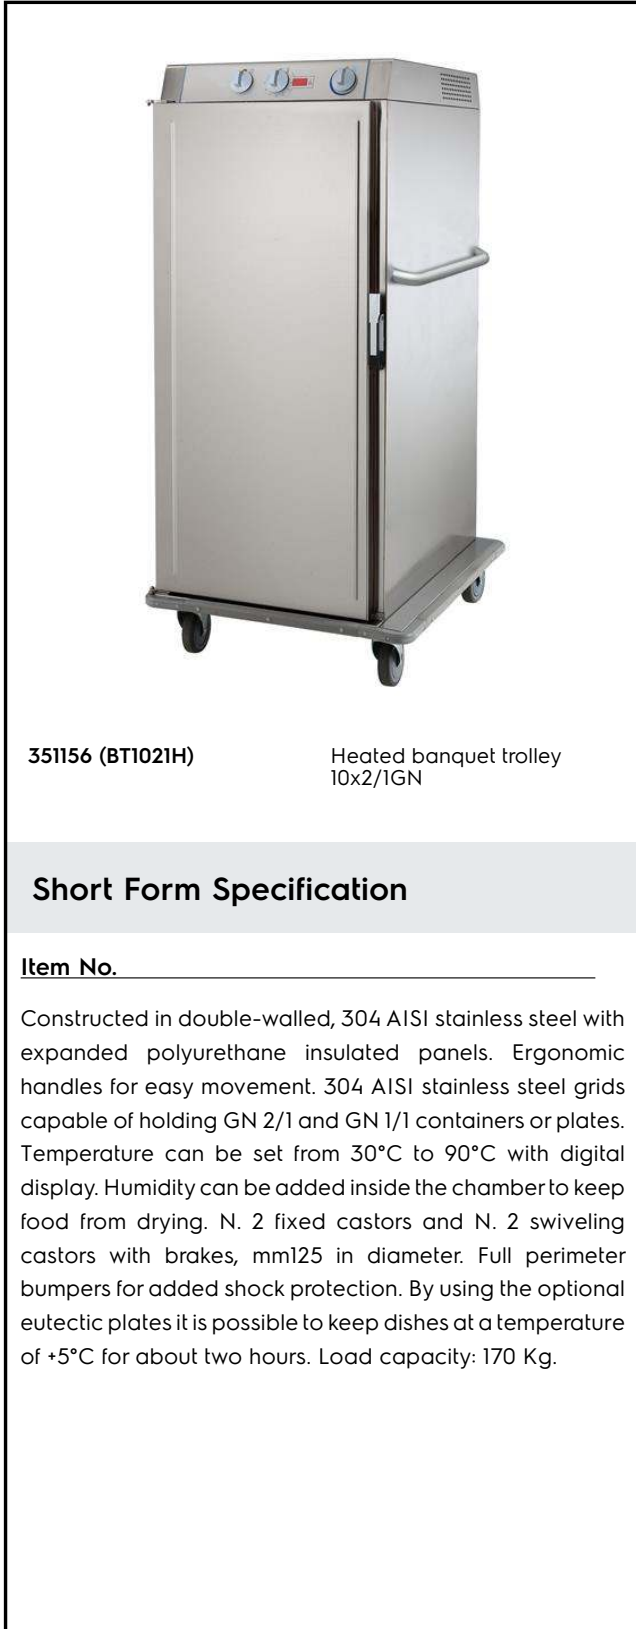 351156 (BT1021H)
Heated banquet trolley
10x2/1GN
Short Form Specification
Item No.
Constructed in double-walled, 304 AISI stainless steel with
expanded polyurethane insulated panels. Ergonomic
handles for easy movement. 304 AISI stainless steel grids
capable of holding GN 2/1 and GN 1/1 containers or plates.
Temperature can be set from 30°C to 90°C with digital
display. Humidity can be added inside the chamber to keep
food from drying. N. 2 fixed castors and N. 2 swiveling
castors with brakes, mm125 in diameter. Full perimeter
bumpers for added shock protection. By using the optional
eutectic plates it is possible to keep dishes at a temperature
of +5°C for about two hours. Load capacity: 170 Kg.